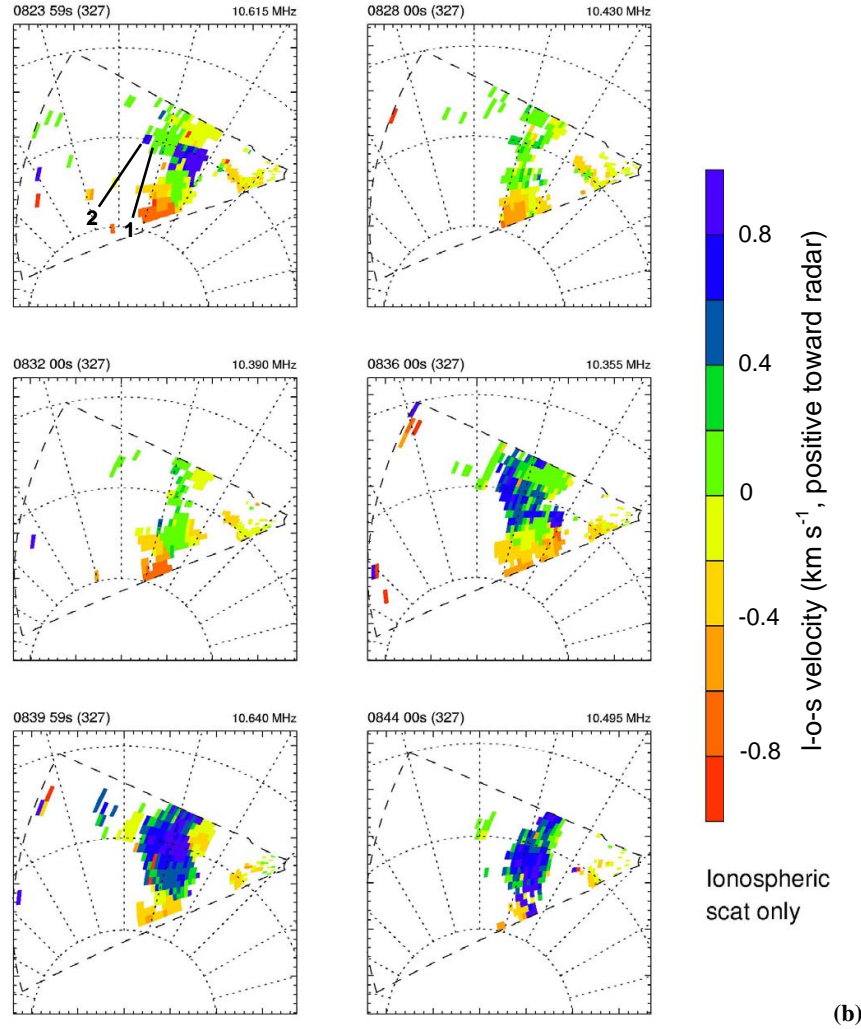 0823 59s (327) 10.615 MHz
0828 00s (327) 10.430 MHz
2
1
0832 00s (327) 10.390 MHz
0836 00s (327) 10.355 MHz
0839 59s (327) 10.640 MHz
0844 00s (327) 10.495 MHz
0.8
0.4
0
-0.4
-0.8
l-o-s velocity (km s⁻¹, positive toward radar)
Ionospheric
scat only
(b)